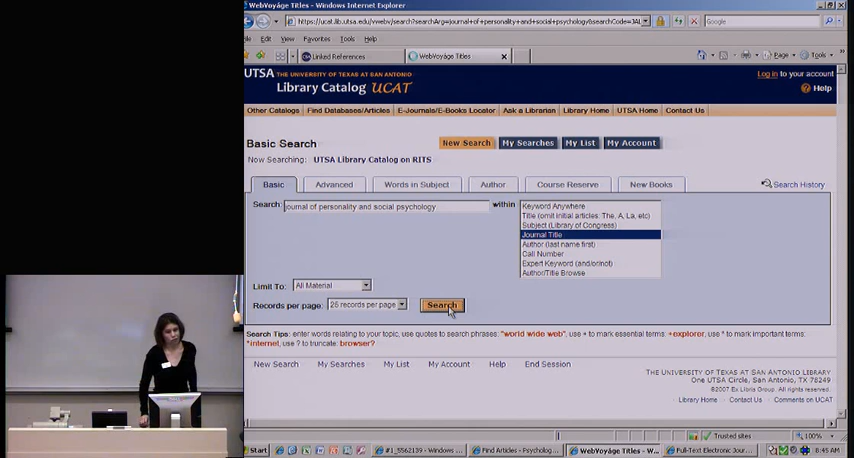 WebVoyáge Titles - Windows Internet Explorer
https://ucat.lib.utsa.edu/vwebv/search?searchArg=journal+of+personality+and+social+psychology&searchCode=JAL
Google
Edit View Favorites Tools Help
Linked References WebVoyáge Titles Page Tools
UTSA THE UNIVERSITY OF TEXAS AT SAN ANTONIO
Library Catalog UCAT
Log in to your account
Help
Other Catalogs Find Databases/Articles E-Journals/E-Books Locator Ask a Librarian Library Home UTSA Home Contact Us
Basic Search
New Search My Searches My List My Account
Now Searching: UTSA Library Catalog on RITS
Basic Advanced Words in Subject Author Course Reserve New Books Search History
Search: journal of personality and social psychology within
Keyword Anywhere
Title (omit initial articles: The, A, La, etc)
Subject (Library of Congress)
Journal Title
Author (last name first)
Call Number
Expert Keyword (and/or/not)
Author/Title Browse
Limit To: All Material
Records per page: 25 records per page Search
Search Tips: enter words relating to your topic, use quotes to search phrases: "world wide web", use + to mark essential terms: +explorer, use * to mark important terms:
*internet, use ? to truncate: browser?
New Search My Searches My List My Account Help End Session
THE UNIVERSITY OF TEXAS AT SAN ANTONIO LIBRARY
One UTSA Circle, San Antonio, TX 78249
©2007 Ex Libris Group. All rights reserved.
Library Home Contact Us Comments on UCAT
Trusted sites 100%
Start #1_5562139 - Windows ... Find Articles - Psycholog... WebVoyáge Titles - W... Full-Text Electronic Jour... 8:45 AM